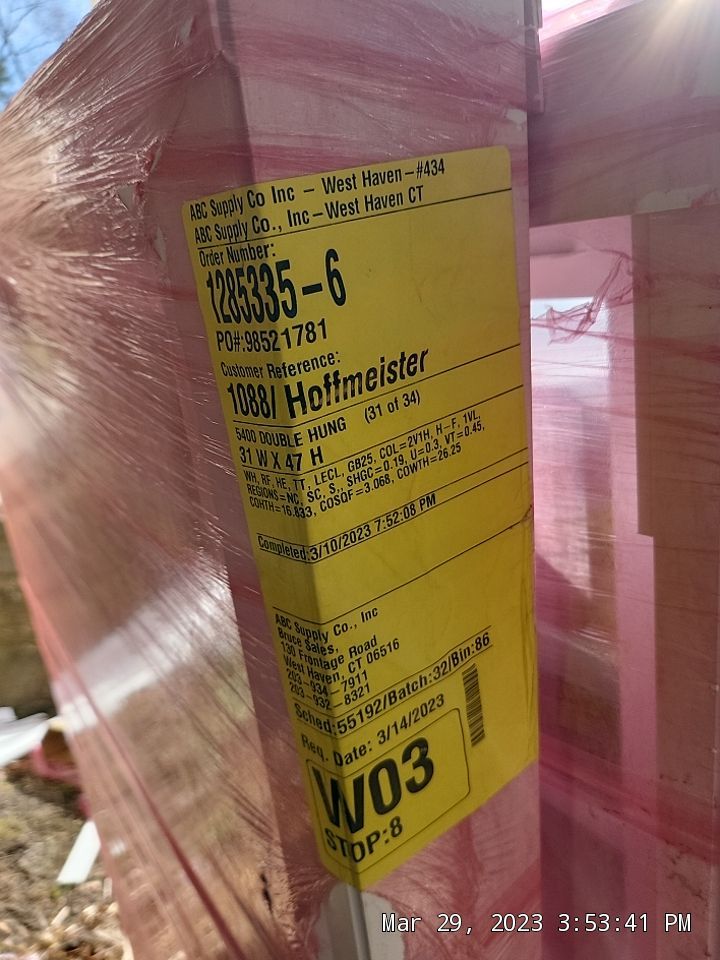 ABC Supply Co Inc - West Haven - #434
ABC Supply Co., Inc - West Haven CT
Order Number:
1285335-6
PO#:98521781
Customer Reference:
1088/ Hoffmeister
5400 DOUBLE HUNG (31 of 34)
31 W X 47 H
WH, RF, HE, TT, LECL, GB25, COL=2V1H, H-F, 1VL,
REGIONS=NC, SC, S,, SHGC=0.19, U=0.3, VT=0.45,
COHTH=16.833, COSQF=3.068, COWTH=26.25
Completed:3/10/2023 7:52:08 PM
ABC Supply Co., Inc
Bruce Sales,
130 Frontage Road
West Haven, CT 06516
203-934-7911
203-932-8321
Sched:55192/Batch:32/Bin:86
Req. Date: 3/14/2023
W03
STOP:8
Mar 29, 2023 3:53:41 PM